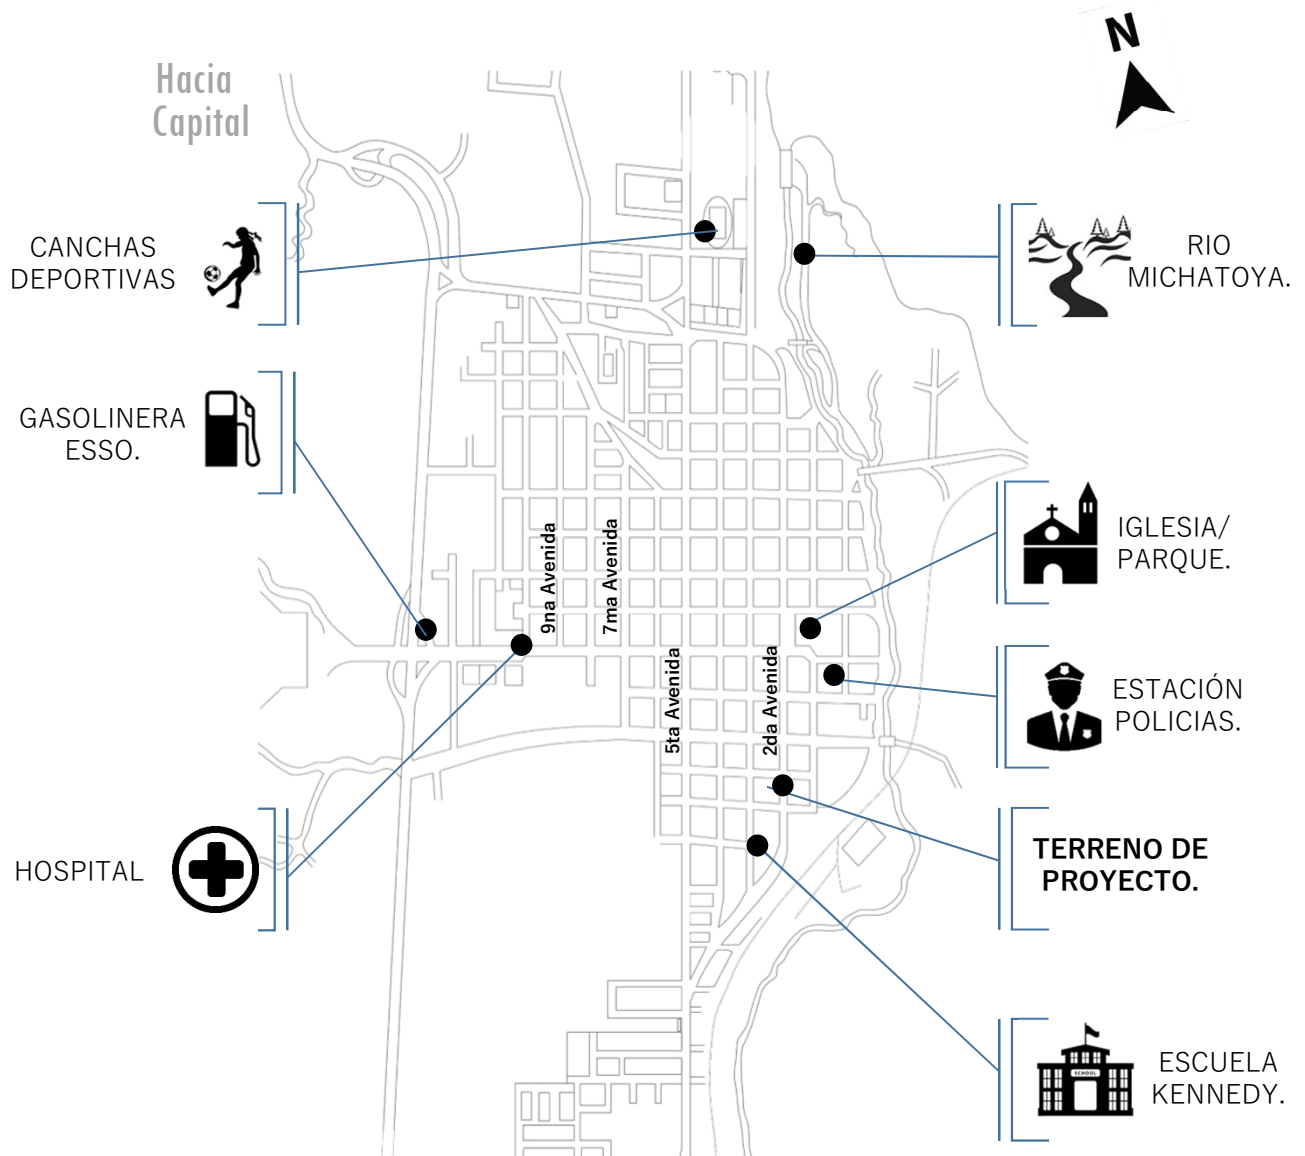 N
Hacia
Capital
CANCHAS
DEPORTIVAS
RIO
MICHATOYA.
GASOLINERA
ESSO.
IGLESIA/
PARQUE.
9na Avenida
7ma Avenida
5ta Avenida
2da Avenida
ESTACIÓN
POLICIAS.
HOSPITAL
TERRENO DE
PROYECTO.
SCHOOL
ESCUELA
KENNEDY.